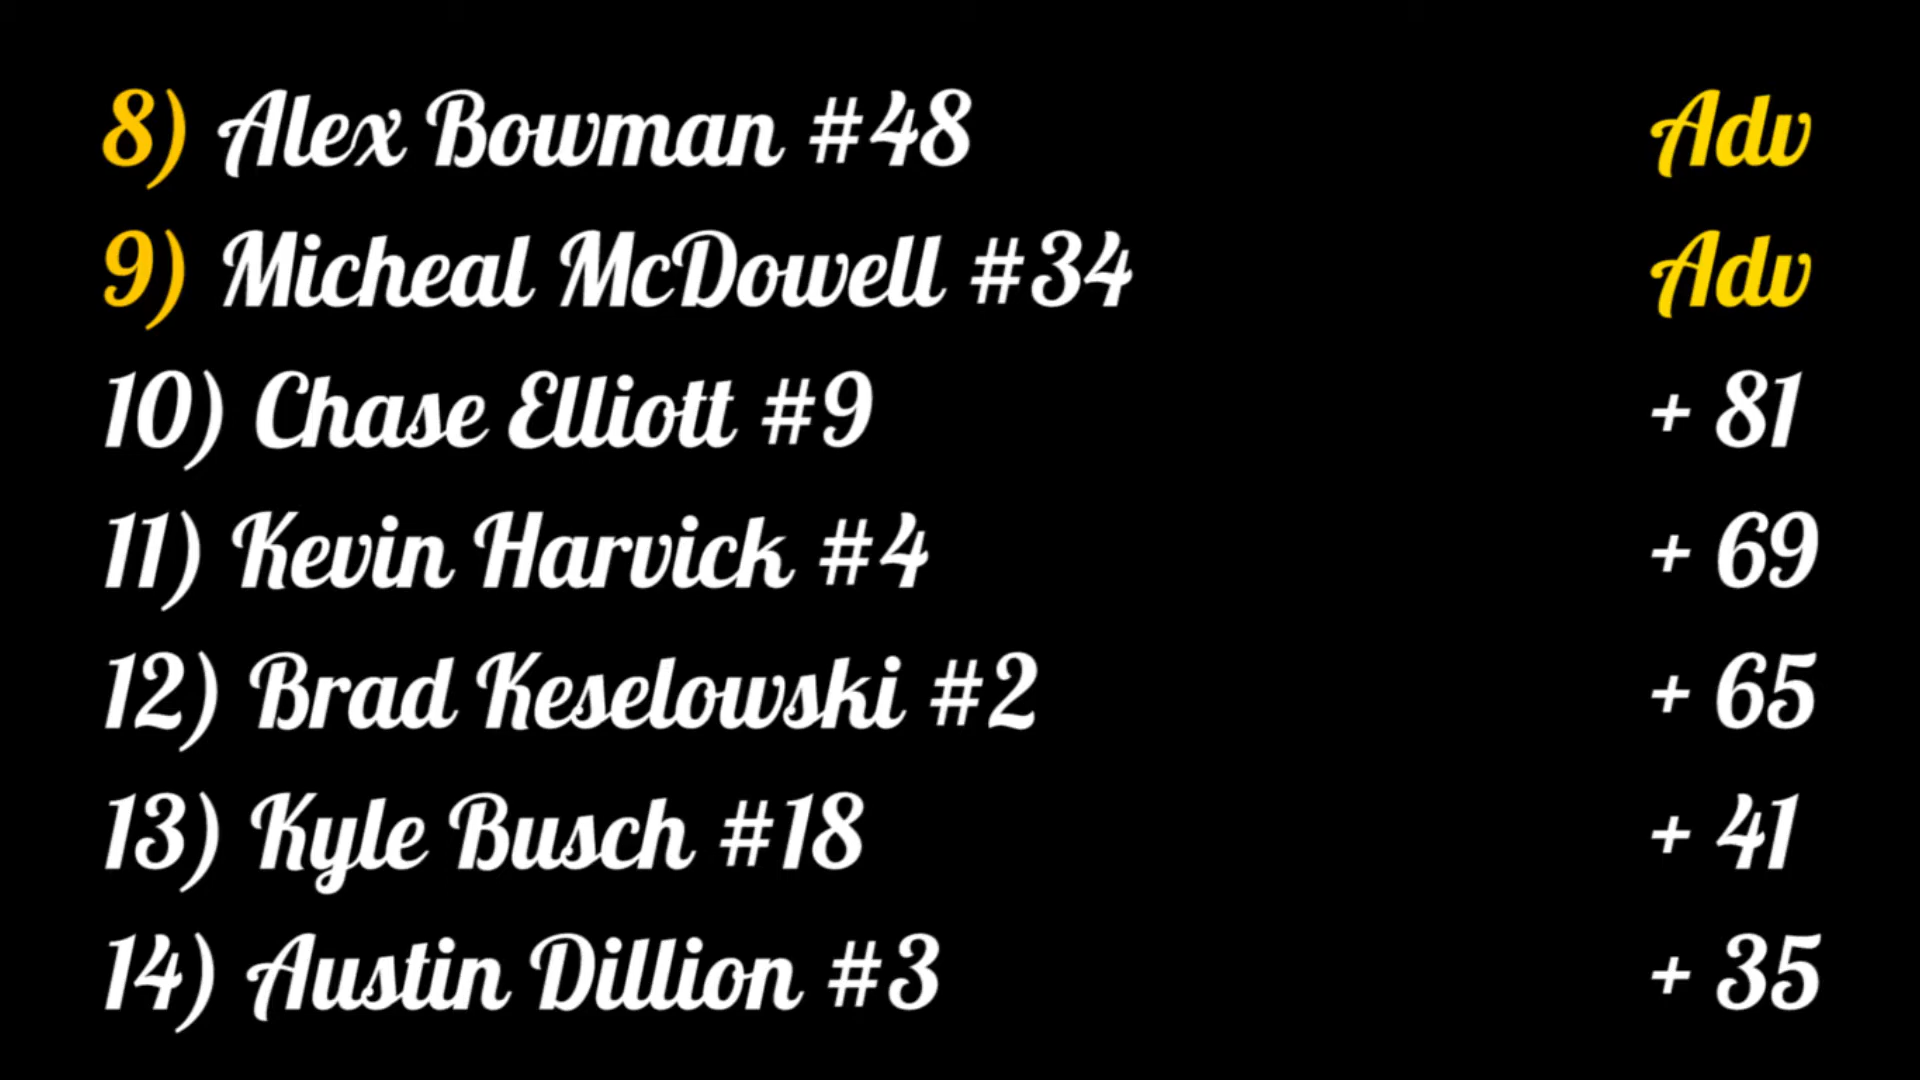 8) Alex Bowman #48 Adv
9) Micheal McDowell #34 Adv
10) Chase Elliott #9 + 81
11) Kevin Harvick #4 + 69
12) Brad Keselowski #2 + 65
13) Kyle Busch #18 + 41
14) Austin Dillion #3 + 35